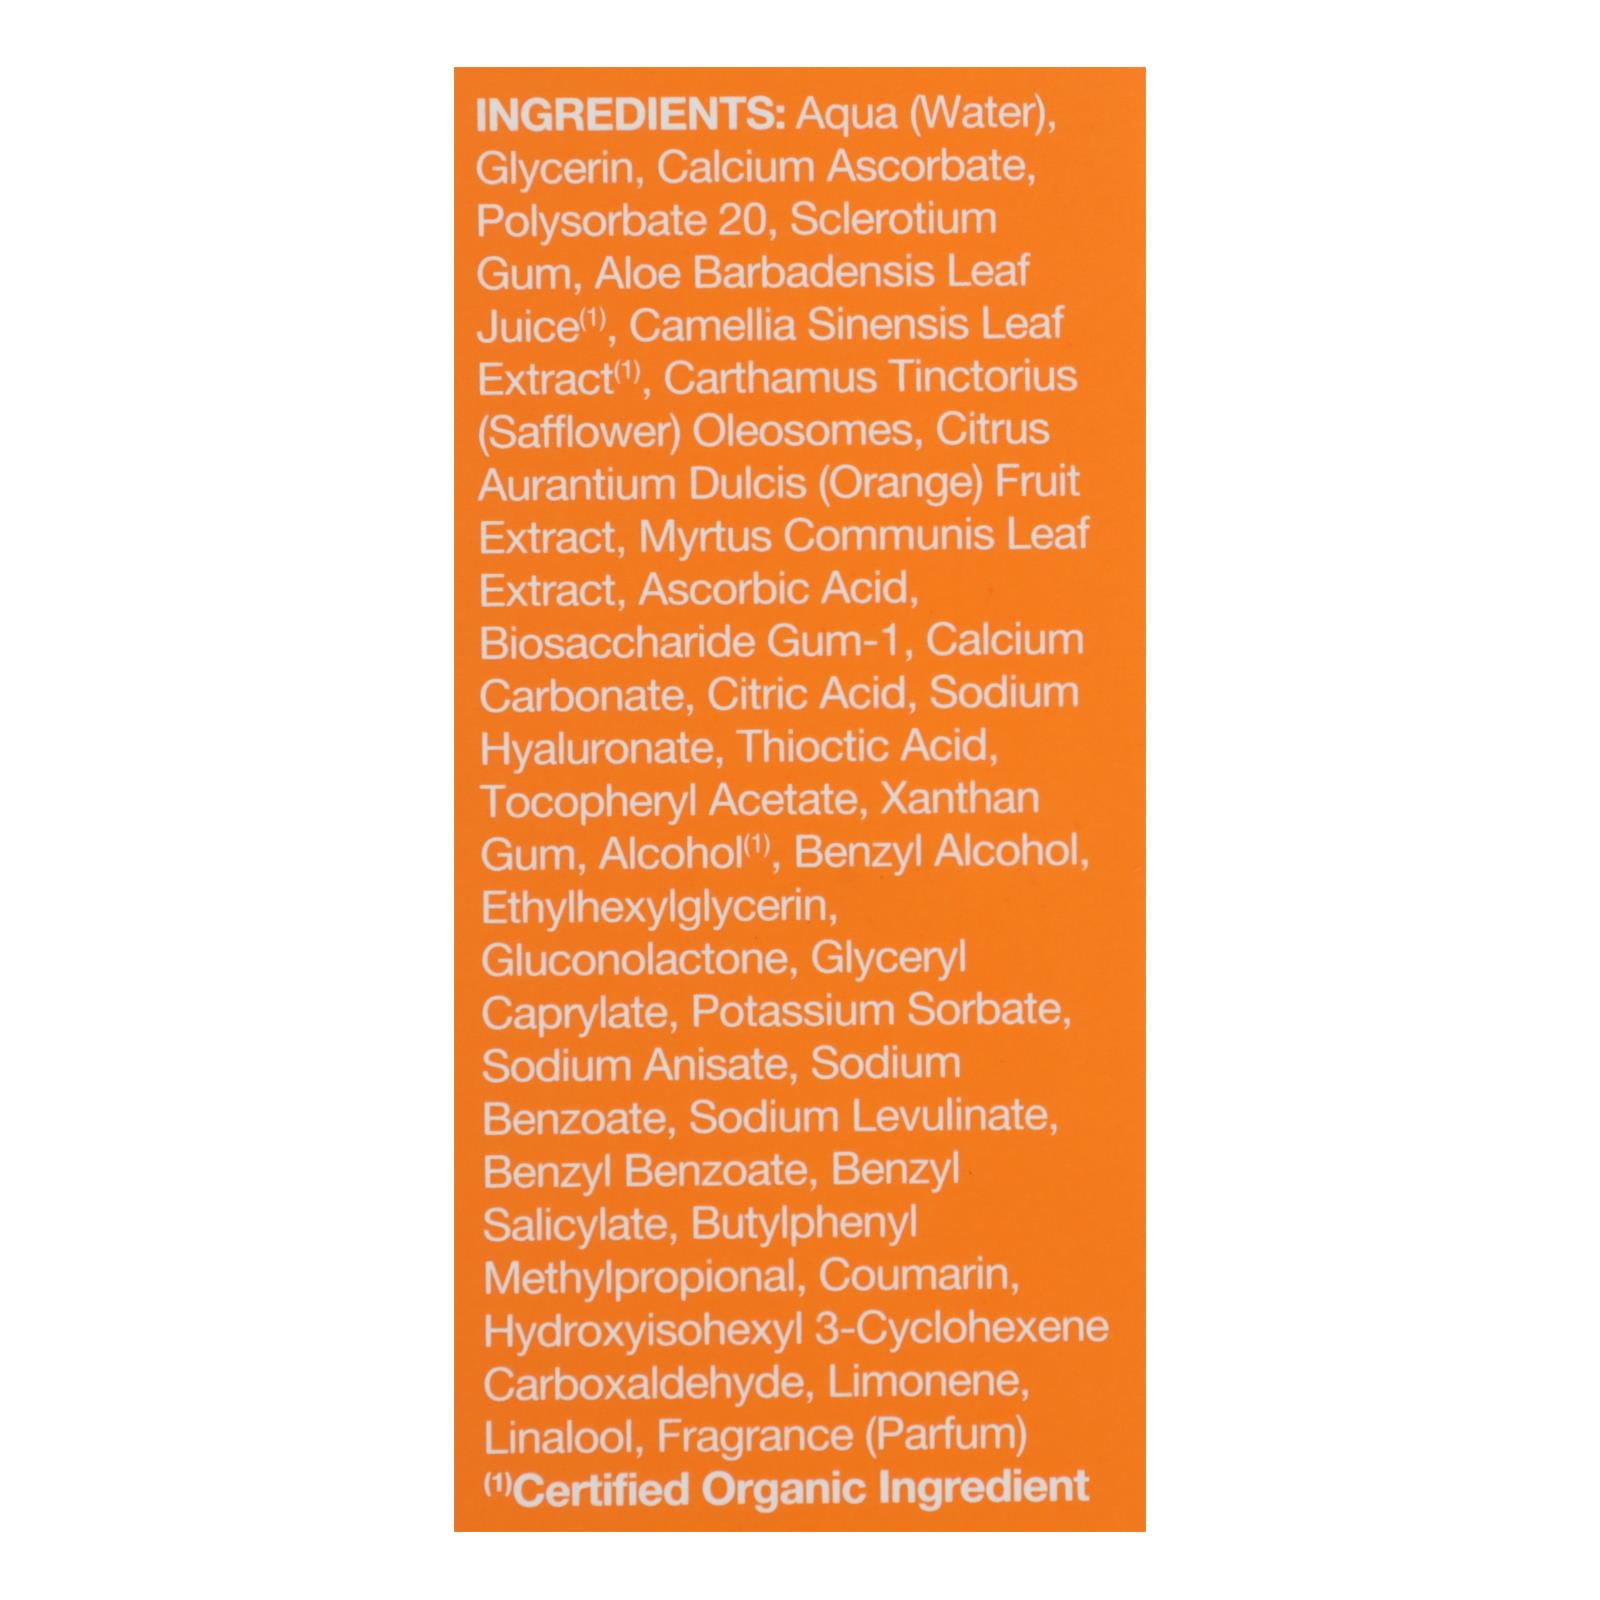 INGREDIENTS: Aqua (Water),
Glycerin, Calcium Ascorbate,
Polysorbate 20, Sclerotium
Gum, Aloe Barbadensis Leaf
Juice(1), Camellia Sinensis Leaf
Extract(1), Carthamus Tinctorius
(Safflower) Oleosomes, Citrus
Aurantium Dulcis (Orange) Fruit
Extract, Myrtus Communis Leaf
Extract, Ascorbic Acid,
Biosaccharide Gum-1, Calcium
Carbonate, Citric Acid, Sodium
Hyaluronate, Thioctic Acid,
Tocopheryl Acetate, Xanthan
Gum, Alcohol(1), Benzyl Alcohol,
Ethylhexylglycerin,
Gluconolactone, Glyceryl
Caprylate, Potassium Sorbate,
Sodium Anisate, Sodium
Benzoate, Sodium Levulinate,
Benzyl Benzoate, Benzyl
Salicylate, Butylphenyl
Methylpropional, Coumarin,
Hydroxyisohexyl 3-Cyclohexene
Carboxaldehyde, Limonene,
Linalool, Fragrance (Parfum)
(1)Certified Organic Ingredient